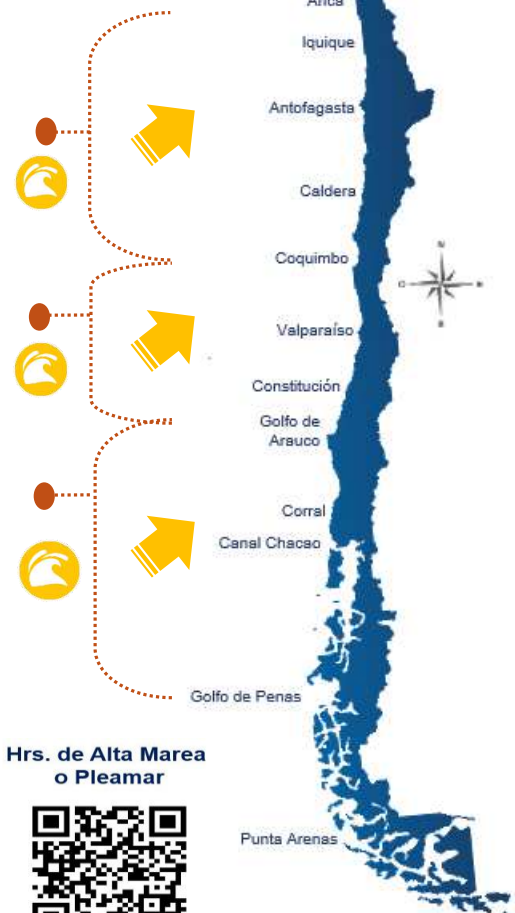 Arica
Iquique
Antofagasta
Caldera
Coquimbo
N
O
Valparaíso
Constitución
Golfo de
Arauco
Corral
Canal Chacao
Golfo de Penas
Hrs. de Alta Marea
o Pleamar
Punta Arenas